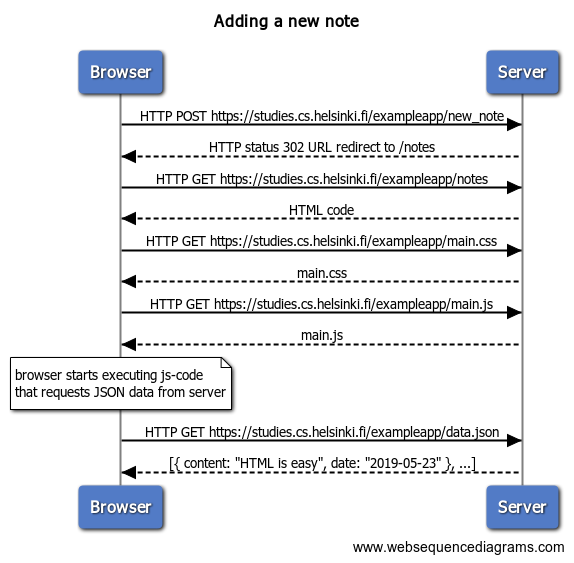 Adding a new note
Browser Server
HTTP POST https://studies.cs.helsinki.fi/exampleapp/new_note
HTTP status 302 URL redirect to /notes
HTTP GET https://studies.cs.helsinki.fi/exampleapp/notes
HTML code
HTTP GET https://studies.cs.helsinki.fi/exampleapp/main.css
main.css
HTTP GET https://studies.cs.helsinki.fi/exampleapp/main.js
main.js
browser starts executing js-code
that requests JSON data from server
HTTP GET https://studies.cs.helsinki.fi/exampleapp/data.json
[{ content: "HTML is easy", date: "2019-05-23" }, ...]
Browser Server
www.websequencediagrams.com